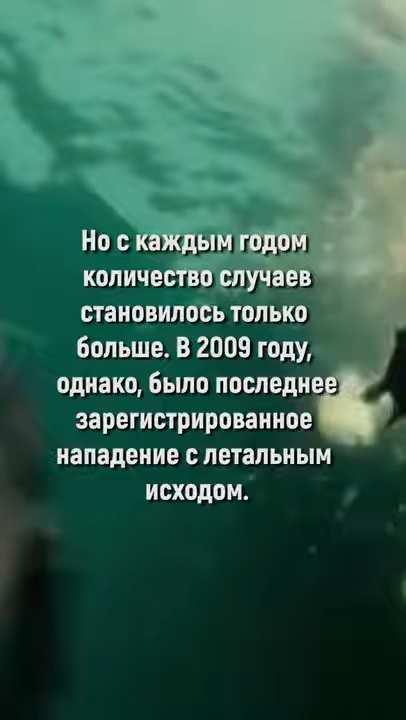 Но с каждым годом
количество случаев
становилось только
больше. В 2009 году,
однако, было последнее
зарегистрированное
нападение с летальным
исходом.